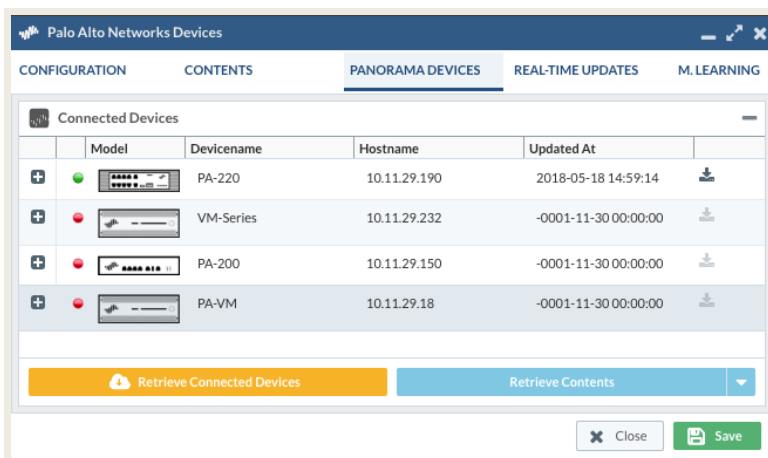 Palo Alto Networks Devices
CONFIGURATION CONTENTS PANORAMA DEVICES REAL-TIME UPDATES M. LEARNING
Connected Devices
Model Devicename Hostname Updated At
PA-220 10.11.29.190 2018-05-18 14:59:14
VM-Series 10.11.29.232 -0001-11-30 00:00:00
PA-200 10.11.29.150 -0001-11-30 00:00:00
PA-VM 10.11.29.18 -0001-11-30 00:00:00
Retrieve Connected Devices Retrieve Contents
Close Save